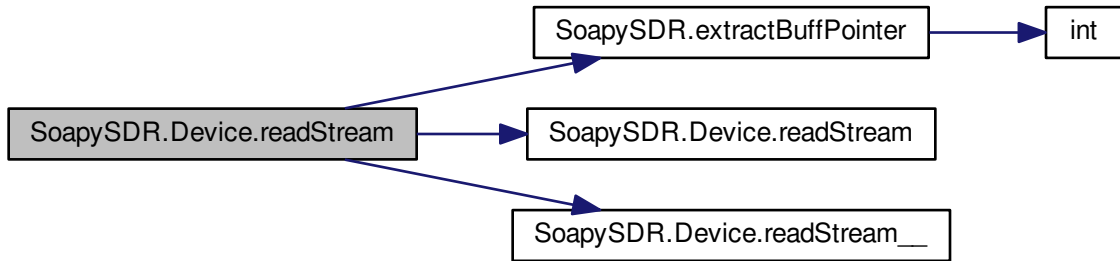 SoapySDR.extractBuffPointer
int
SoapySDR.Device.readStream
SoapySDR.Device.readStream
SoapySDR.Device.readStream__